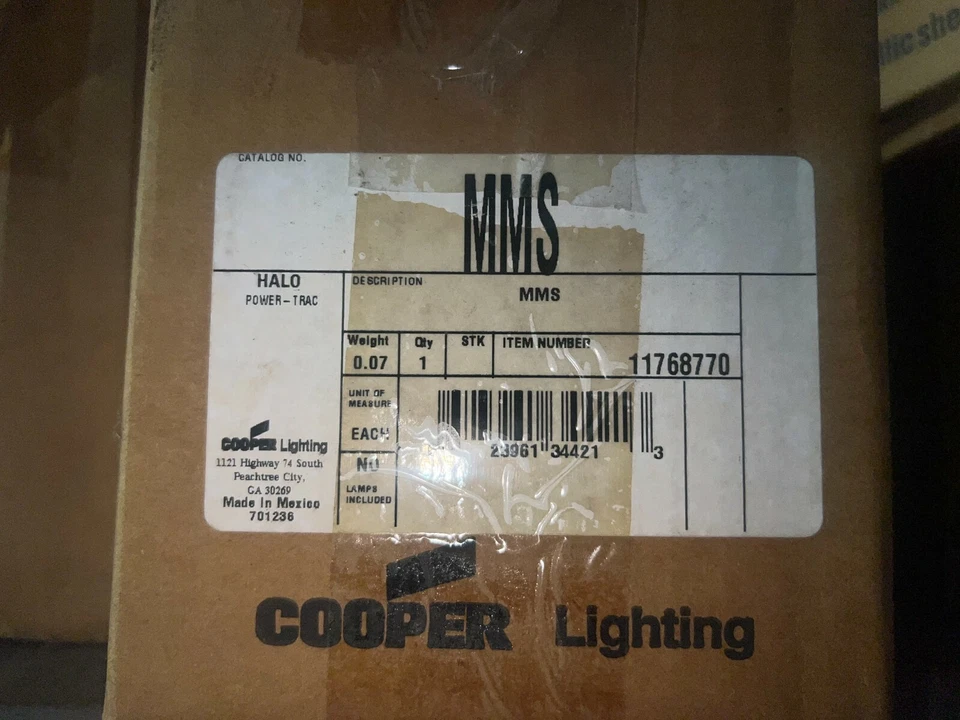 llic she
CATALOG NO.
MMS
HALO
POWER-TRAC
DESCRIPTION
MMS
Weight
Qty
STK
ITEM NUMBER
0.07
1
11768770
UNIT OF
MEASURE
EACH
23961 34421 3
NO
LAMPS
INCLUDED
COOPER Lighting
1121 Highway 74 South
Peachtree City,
GA 30269
Made In Mexico
701236
COOPER Lighting